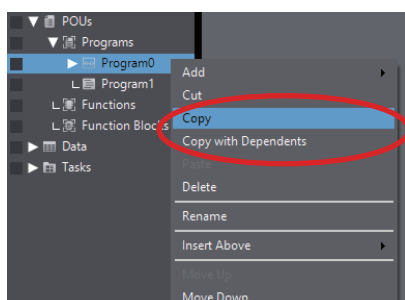 POUs
Programs
Program0
Program1
Functions
Function Blocks
Data
Tasks
Add
Cut
Copy
Copy with Dependents
Paste
Delete
Rename
Insert Above
Move Up
Move Down